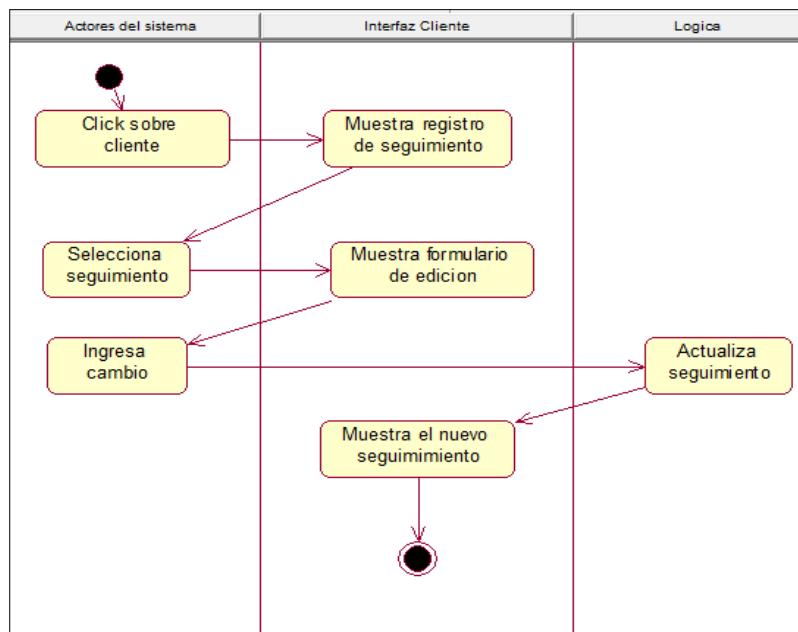 Actores del sistema
Interfaz Cliente
Logica
Click sobre
cliente
Muestra registro
de seguimiento
Selecciona
seguimiento
Muestra formulario
de edicion
Ingresa
cambio
Actualiza
seguimiento
Muestra el nuevo
seguimimiento